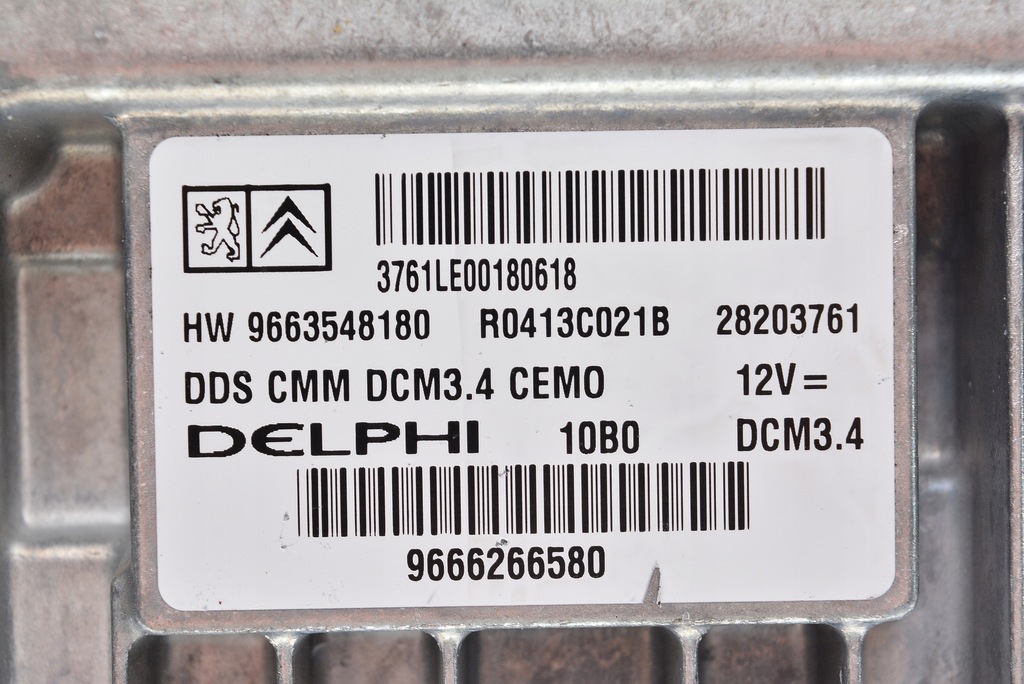 3761LE00180618
HW 9663548180 R0413C021B 28203761
DDS CMM DCM3.4 CEMO 12V=
DELPHI 10B0 DCM3.4
9666266580